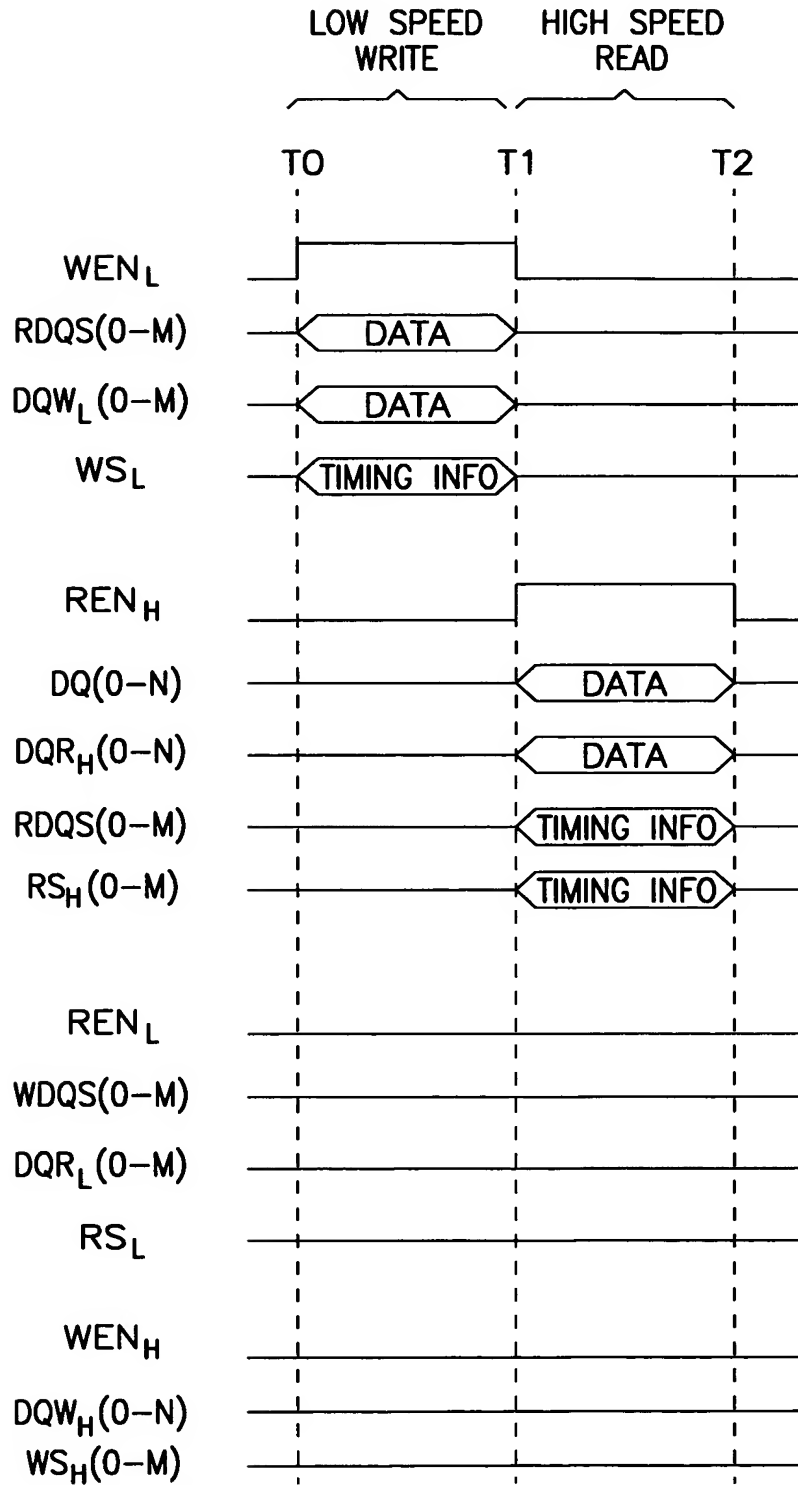 LOW SPEED WRITE
HIGH SPEED READ
T0 T1 T2
WEN_L
RDQS(0-M) DATA
DQW_L(0-M) DATA
WS_L TIMING INFO
REN_H
DQ(0-N) DATA
DQR_H(0-N) DATA
RDQS(0-M) TIMING INFO
RS_H(0-M) TIMING INFO
REN_L
WDQS(0-M)
DQR_L(0-M)
RS_L
WEN_H
DQW_H(0-N)
WS_H(0-M)